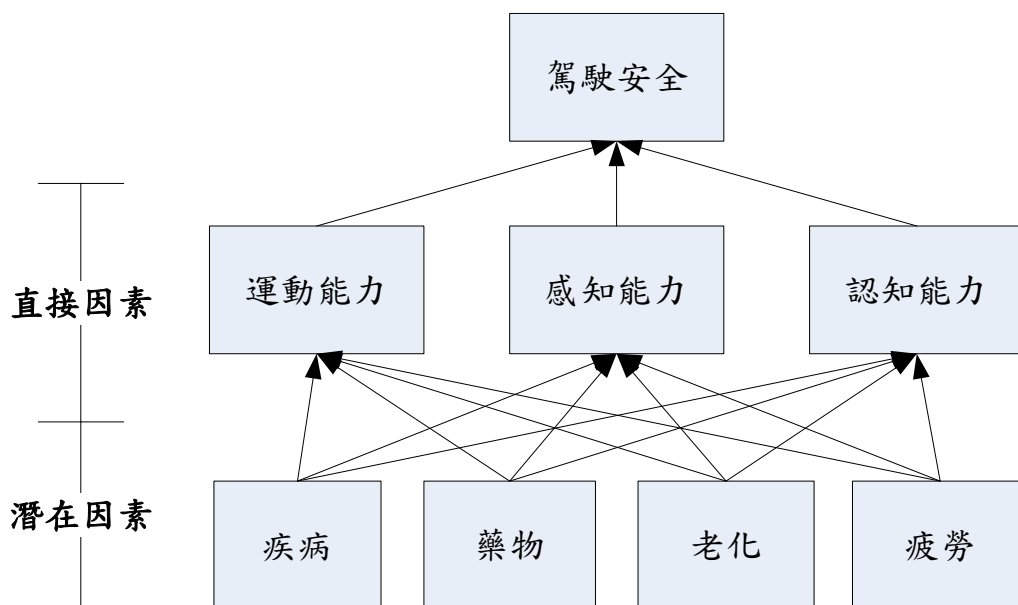 駕駛安全
直接因素
運動能力
感知能力
認知能力
潛在因素
疾病
藥物
老化
疲勞